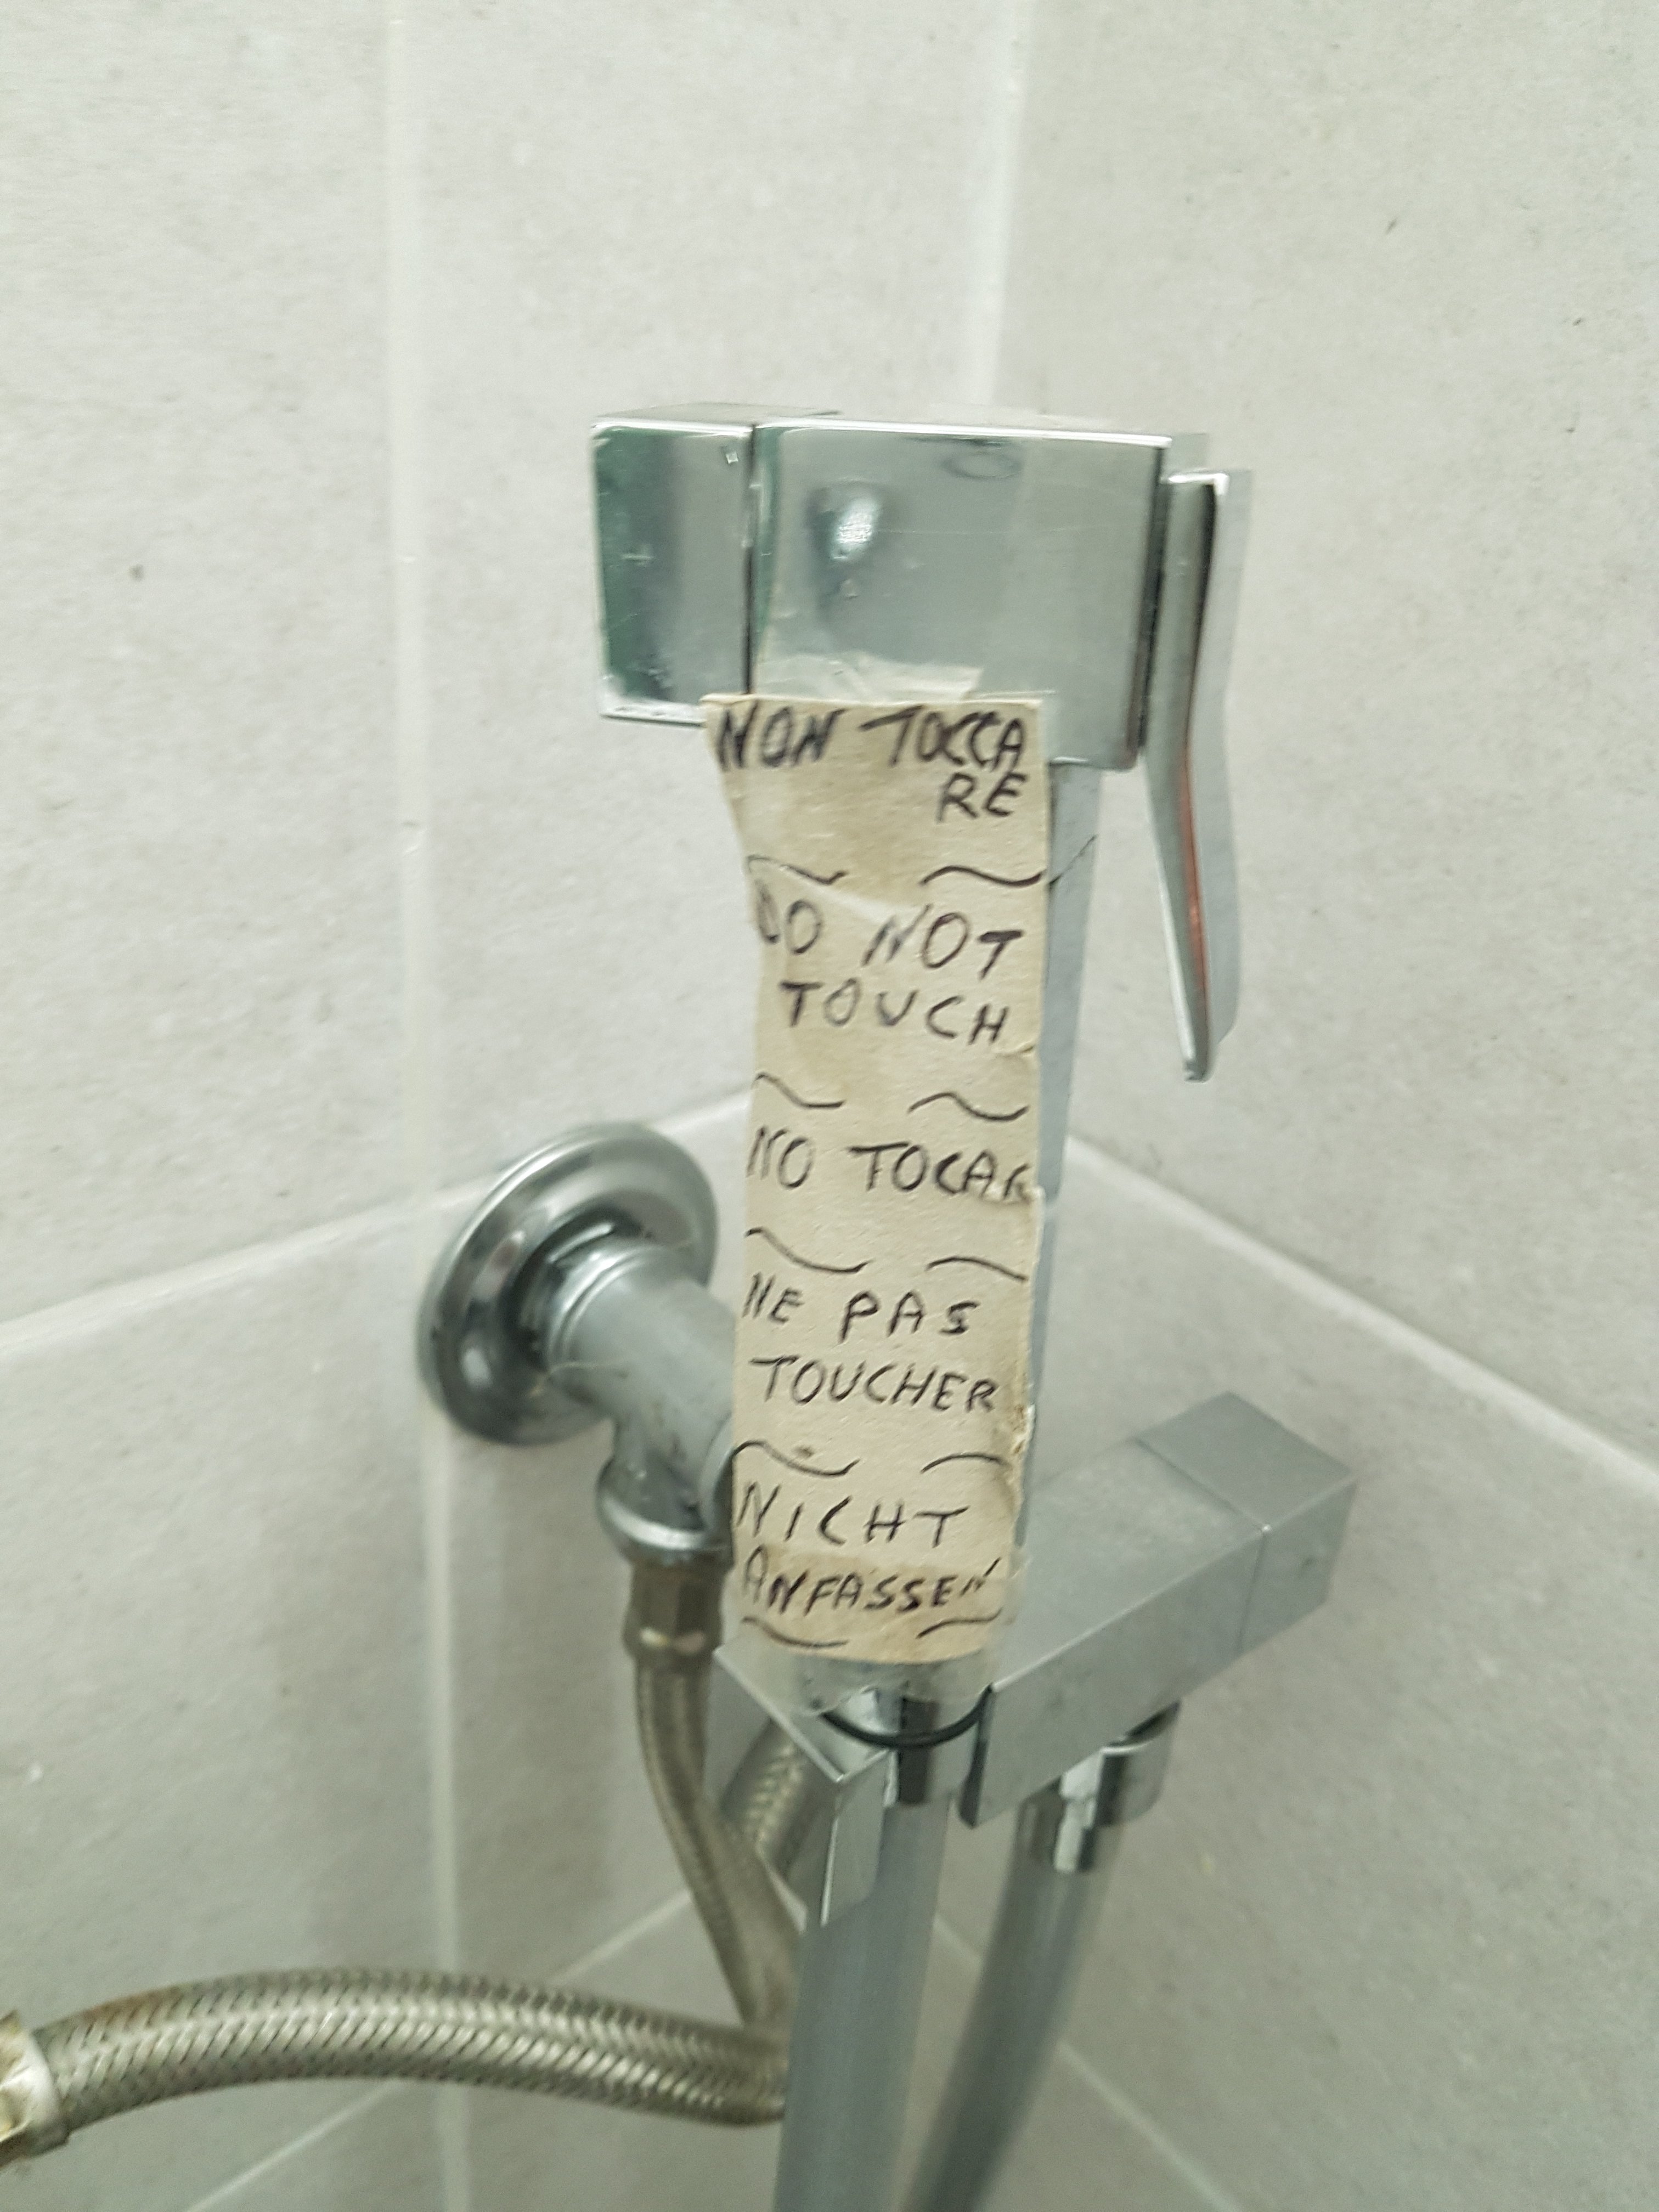 NON TOCCA
RE
DO NOT
TOUCH
NO TOCAR
NE PAS
TOUCHER
NICHT
ANFASSEN